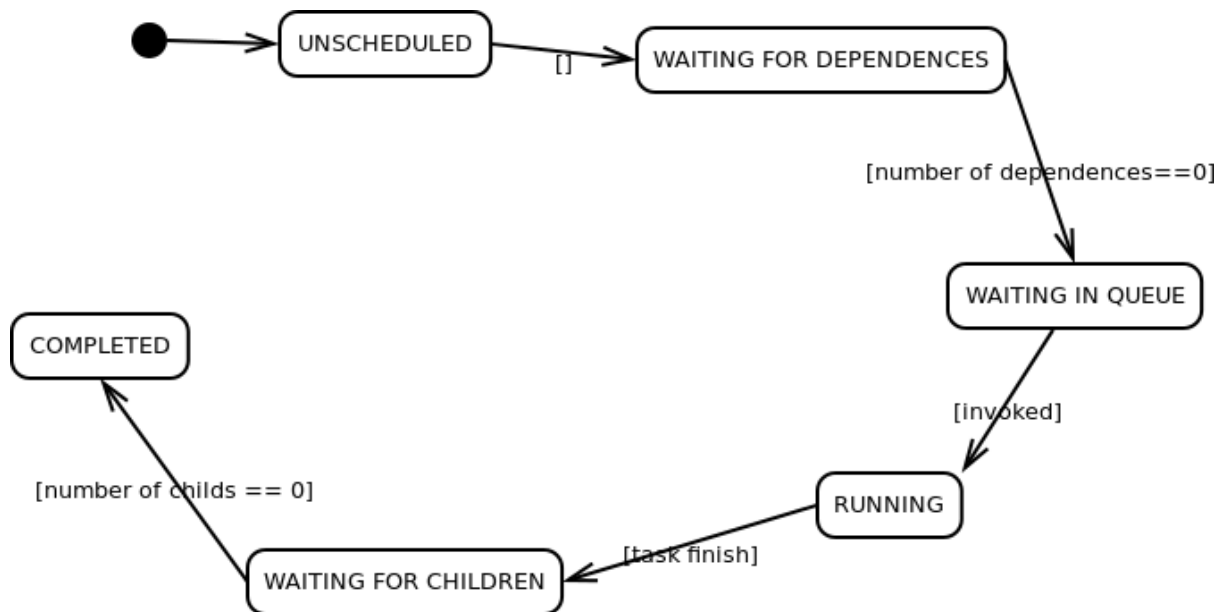 UNSCHEDULED
[]
WAITING FOR DEPENDENCES
[number of dependences==0]
WAITING IN QUEUE
[invoked]
RUNNING
[task finish]
WAITING FOR CHILDREN
[number of childs == 0]
COMPLETED